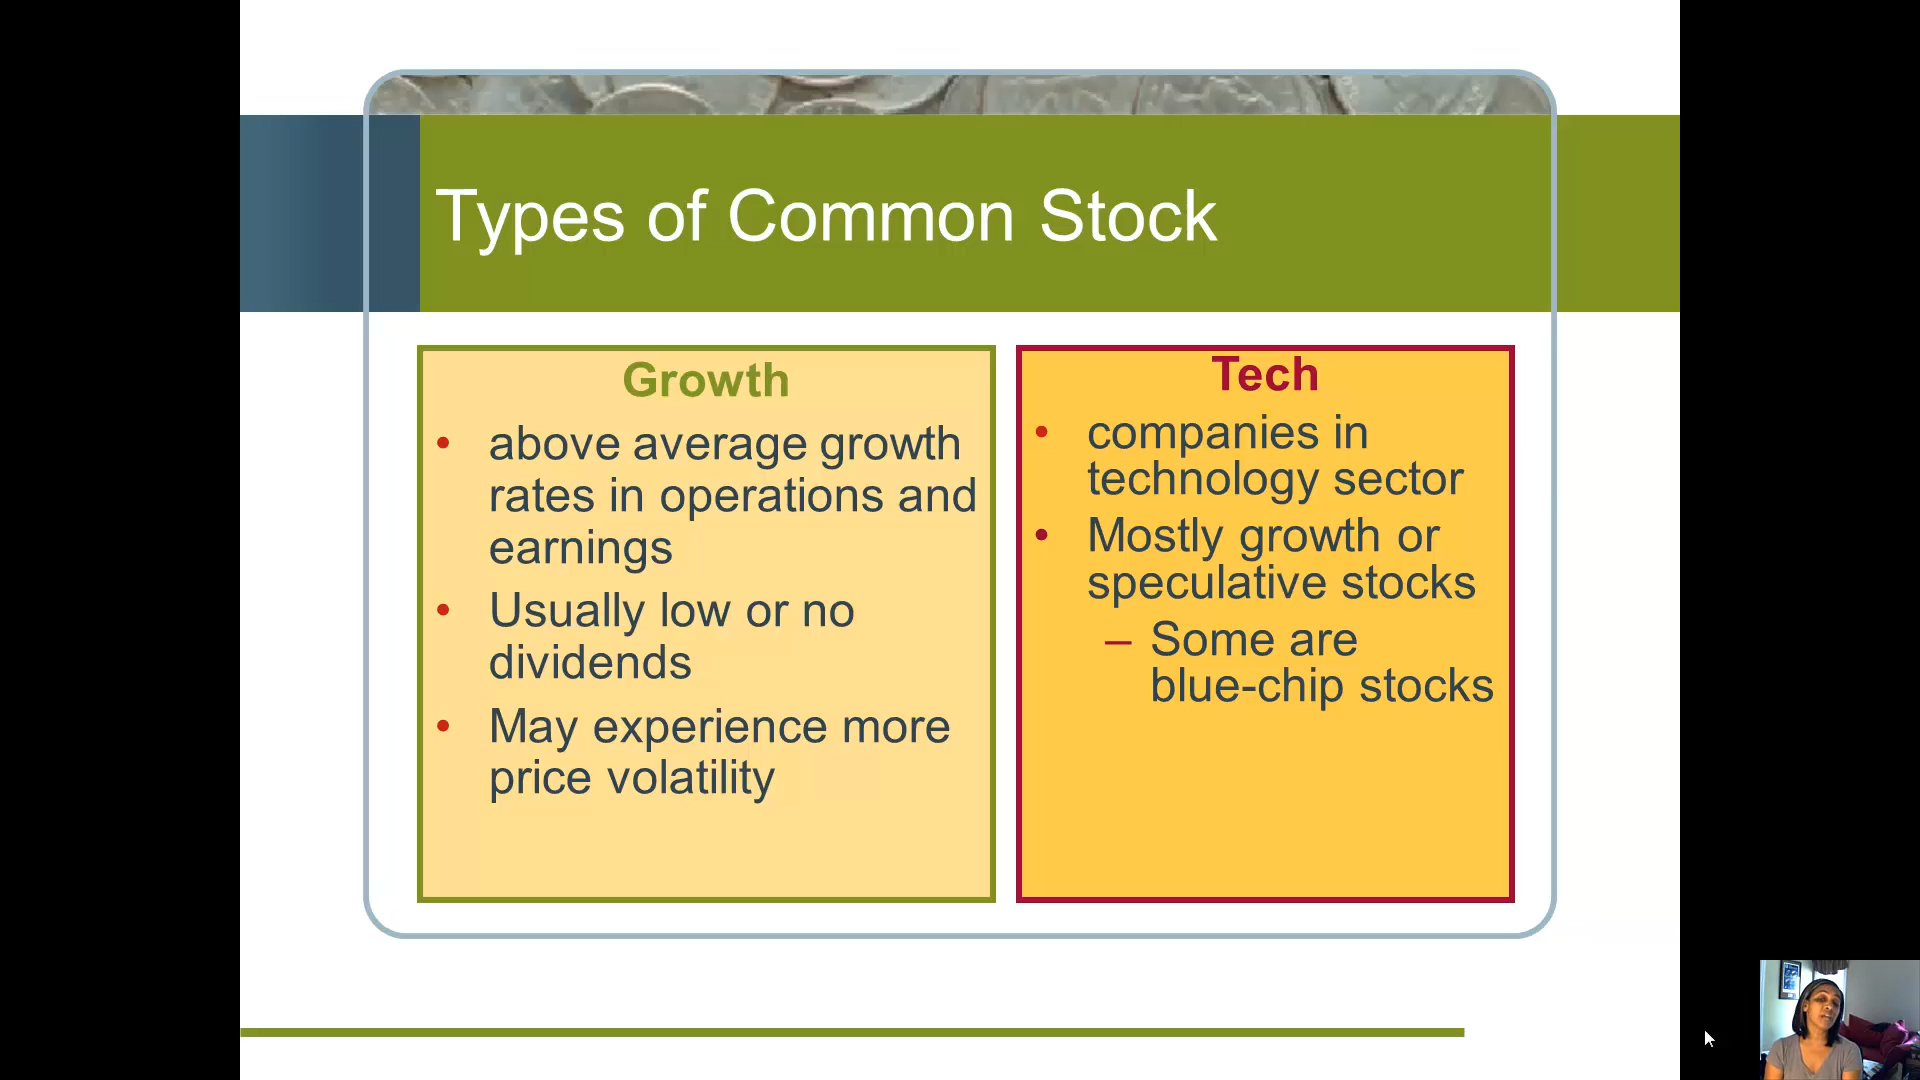 Types of Common Stock
Growth
• above average growth
rates in operations and
earnings
• Usually low or no
dividends
• May experience more
price volatility
Tech
• companies in
technology sector
• Mostly growth or
speculative stocks
– Some are
blue-chip stocks